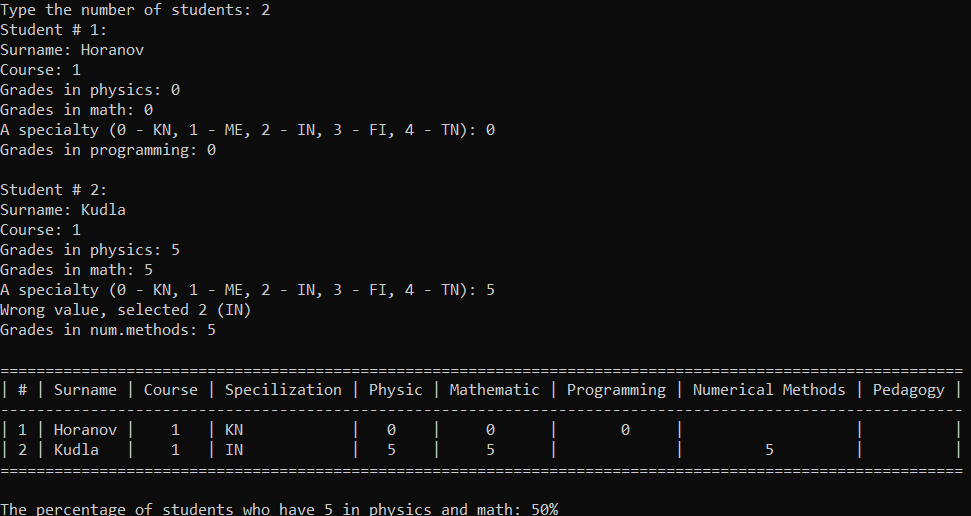 Type the number of students: 2
Student # 1:
Surname: Horanov
Course: 1
Grades in physics: 0
Grades in math: 0
A specialty (0 - KN, 1 - ME, 2 - IN, 3 - FI, 4 - TN): 0
Grades in programming: 0

Student # 2:
Surname: Kudla
Course: 1
Grades in physics: 5
Grades in math: 5
A specialty (0 - KN, 1 - ME, 2 - IN, 3 - FI, 4 - TN): 5
Wrong value, selected 2 (IN)
Grades in num.methods: 5

===========================================================================================================
| # | Surname | Course | Specilization | Physic | Mathematic | Programming | Numerical Methods | Pedagogy |
-----------------------------------------------------------------------------------------------------------
| 1 | Horanov |    1   | KN            |   0    |     0      |       0     |                   |          |
| 2 | Kudla   |    1   | IN            |   5    |     5      |             |         5         |          |
===========================================================================================================

The percentage of students who have 5 in physics and math: 50%